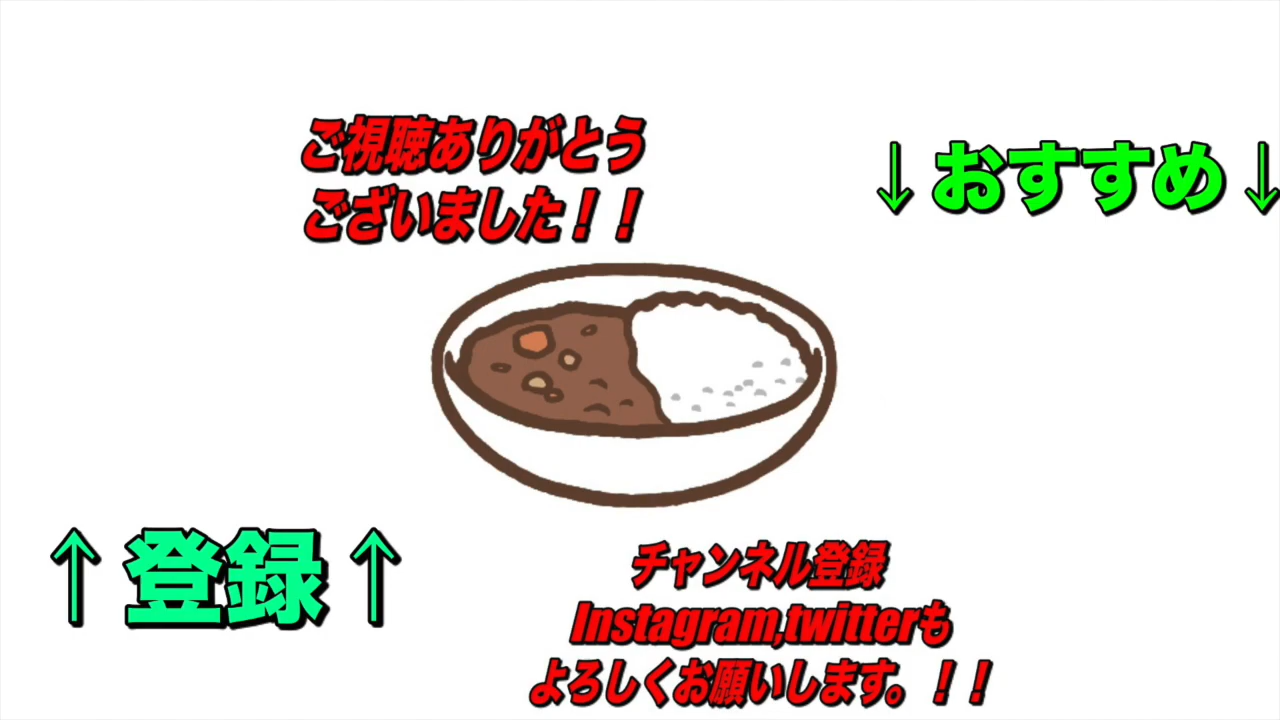 ご視聴ありがとう
ございました！！
↓おすすめ↓
↑登録↑
チャンネル登録
Instagram,twitterも
よろしくお願いします。！！